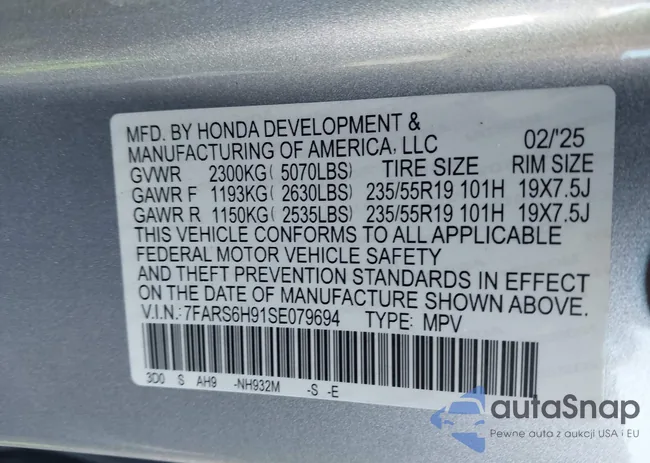 MFD. BY HONDA DEVELOPMENT &
MANUFACTURING OF AMERICA, LLC 02/'25
GVWR 2300KG( 5070LBS) TIRE SIZE RIM SIZE
GAWR F 1193KG( 2630LBS) 235/55R19 101H 19X7.5J
GAWR R 1150KG( 2535LBS) 235/55R19 101H 19X7.5J
THIS VEHICLE CONFORMS TO ALL APPLICABLE
FEDERAL MOTOR VEHICLE SAFETY
AND THEFT PREVENTION STANDARDS IN EFFECT
ON THE DATE OF MANUFACTURE SHOWN ABOVE.
V.I.N.: 7FARS6H91SE079694 TYPE: MPV
3D0 S AH9 -NH932M -S -E
autaSnap
Pewne auta z aukcji USA i EU